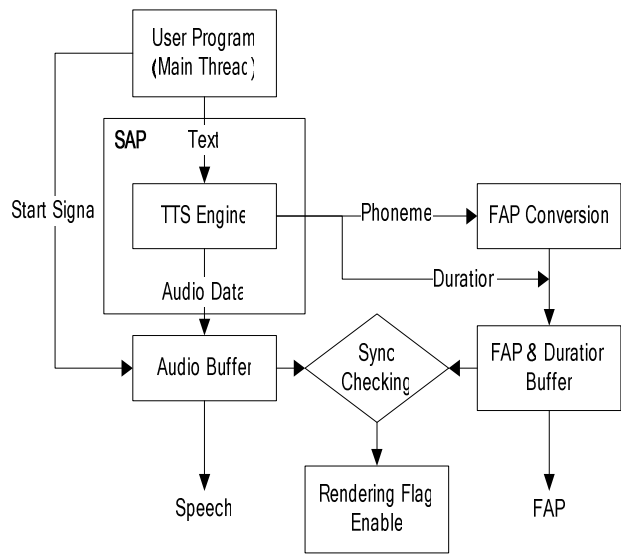 User Program
(Main Thread)
SAP
Text
Start Signa
TTS Engine
Phoneme
FAP Conversion
Duratior
Audio Data
Audio Buffer
Sync
Checking
FAP & Duratior
Buffer
Speech
Rendering Flag
Enable
FAP